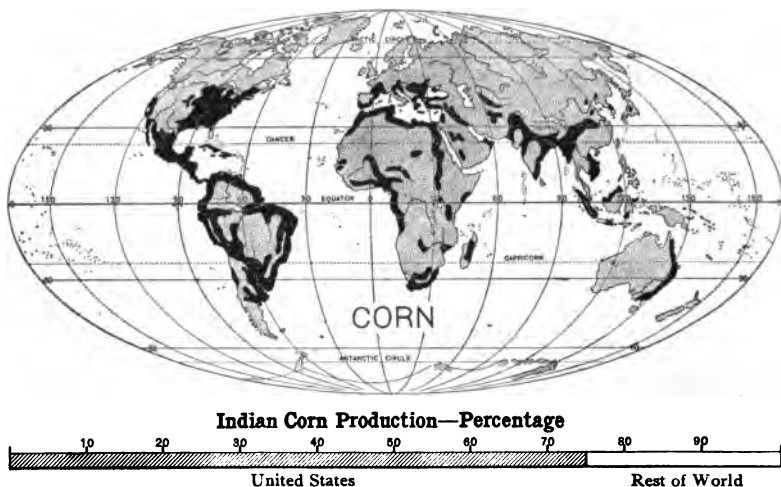 ARCTIC CIRCLE
CANCER
EQUATOR
CAPRICORN
CORN
ANTARCTIC CIRCLE
Indian Corn Production—Percentage
10 20 30 40 50 60 70 80 90
United States Rest of World